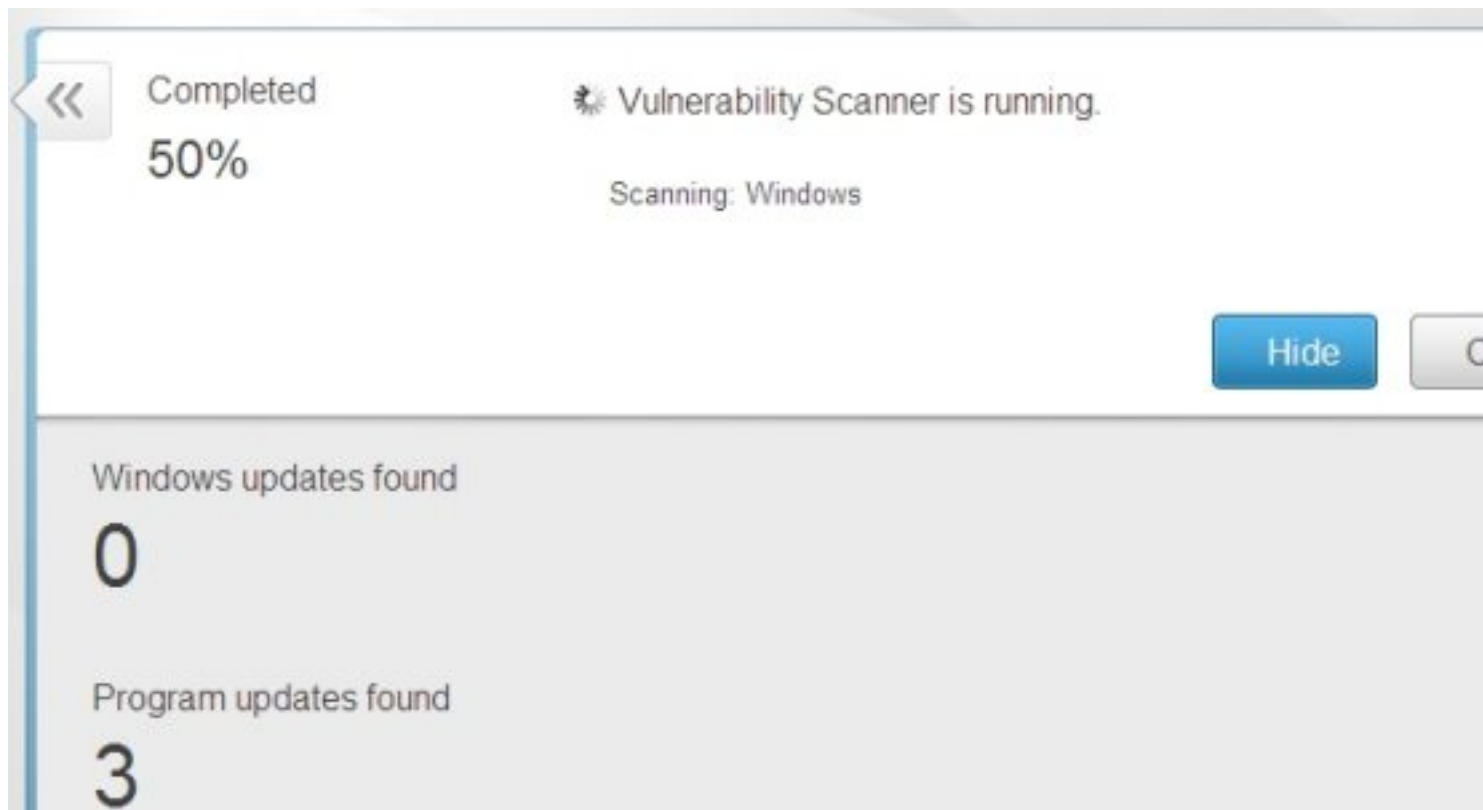 Completed
50%
Vulnerability Scanner is running.
Scanning: Windows
Hide
Windows updates found
0
Program updates found
3